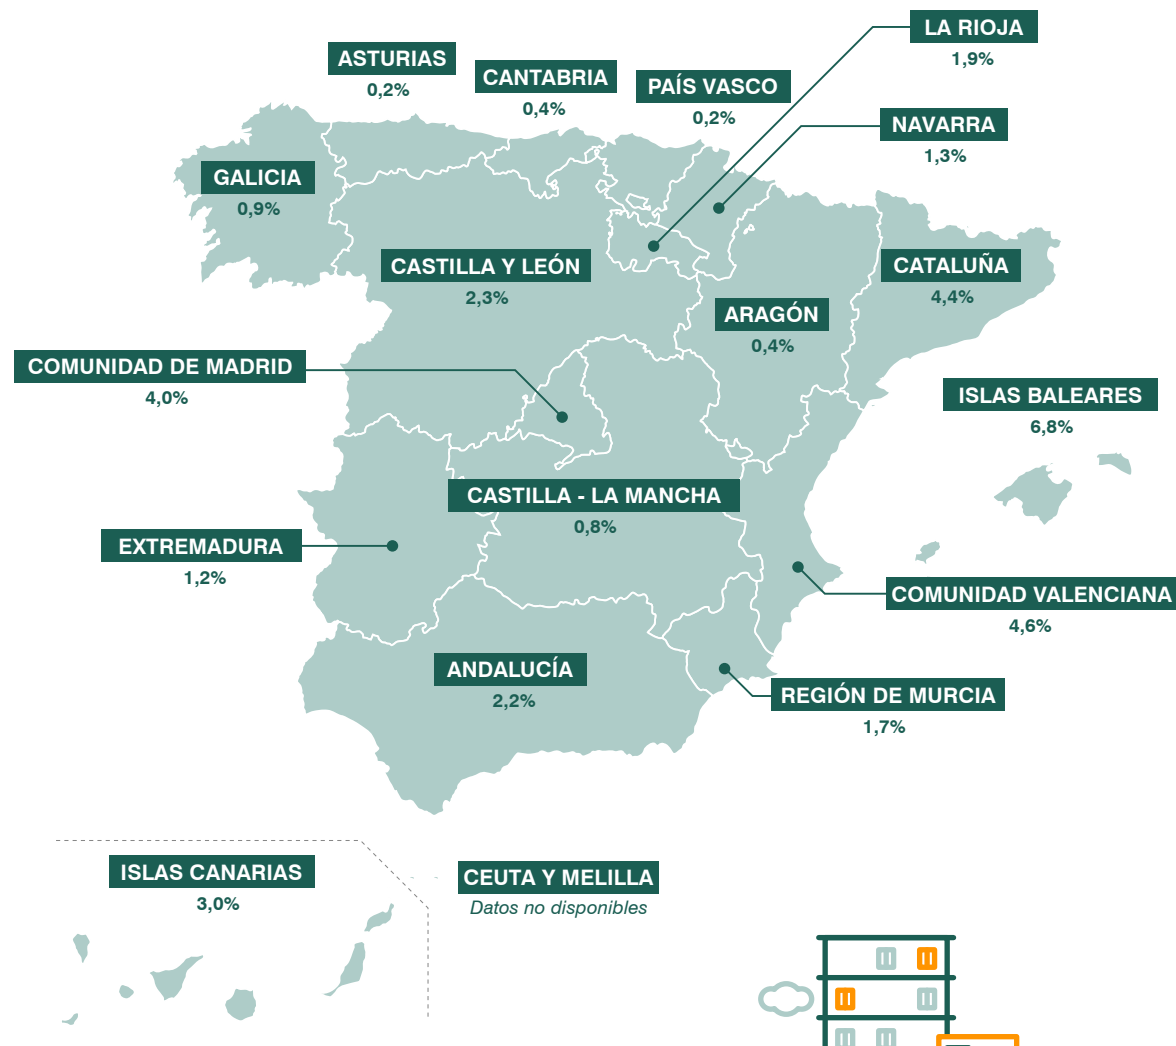 LA RIOJA
1,9%
ASTURIAS
0,2%
CANTABRIA
0,4%
PAÍS VASCO
0,2%
NAVARRA
1,3%
GALICIA
0,9%
CASTILLA Y LEÓN
2,3%
CATALUÑA
4,4%
ARAGÓN
0,4%
COMUNIDAD DE MADRID
4,0%
ISLAS BALEARES
6,8%
CASTILLA - LA MANCHA
0,8%
EXTREMADURA
1,2%
COMUNIDAD VALENCIANA
4,6%
ANDALUCÍA
2,2%
REGIÓN DE MURCIA
1,7%
ISLAS CANARIAS
3,0%
CEUTA Y MELILLA
Datos no disponibles